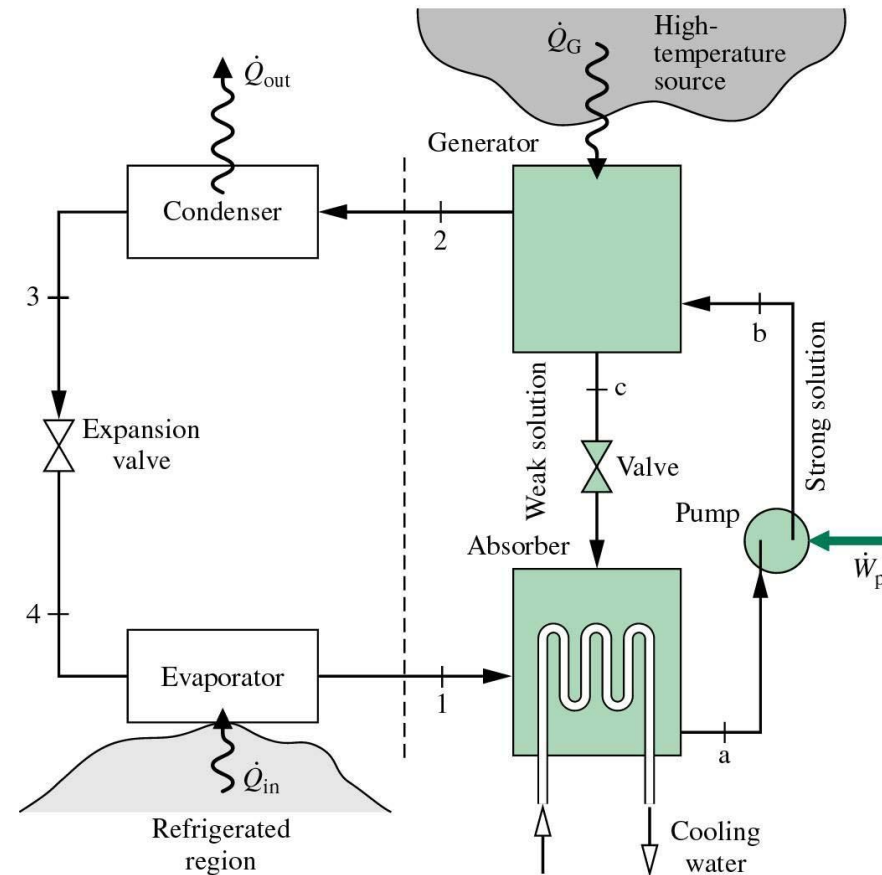 Q̇G
High-
temperature
source
Q̇out
Generator
Condenser
2
3
b
c
Weak solution
Strong solution
Expansion
valve
Valve
Pump
Ẇp
Absorber
4
Evaporator
1
a
Q̇in
Refrigerated
region
Cooling
water